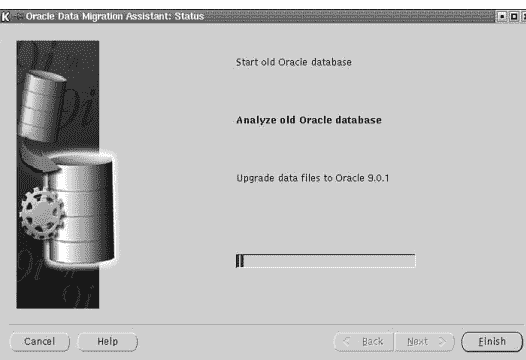 Oracle Data Migration Assistant: Status
Start old Oracle database
Analyze old Oracle database
Upgrade data files to Oracle 9.0.1
Cancel
Help
< Back
Next >
Finish